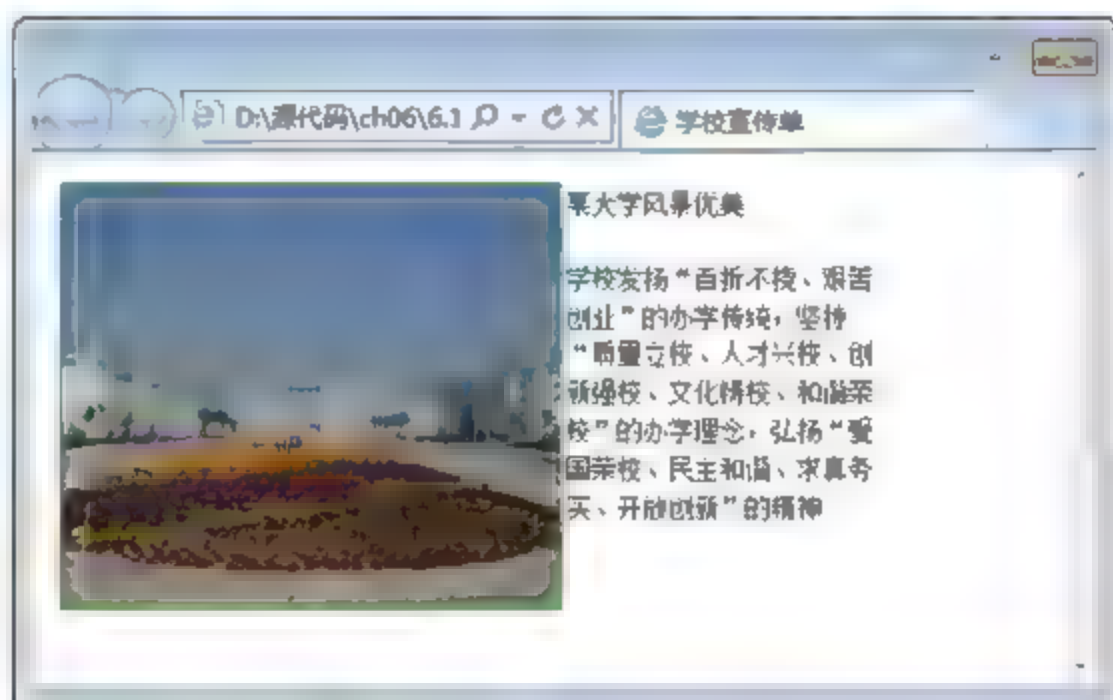 D:\源代码\ch06\6.1
学校宣传单
某大学风景优美
学校发扬“百折不挠、艰苦
创业”的办学传统，坚持
“质量立校、人才兴校、创
新强校、文化精校、和谐荣
校”的办学理念，弘扬“爱
国荣校、民主和谐、求真务
实、开放创新”的精神